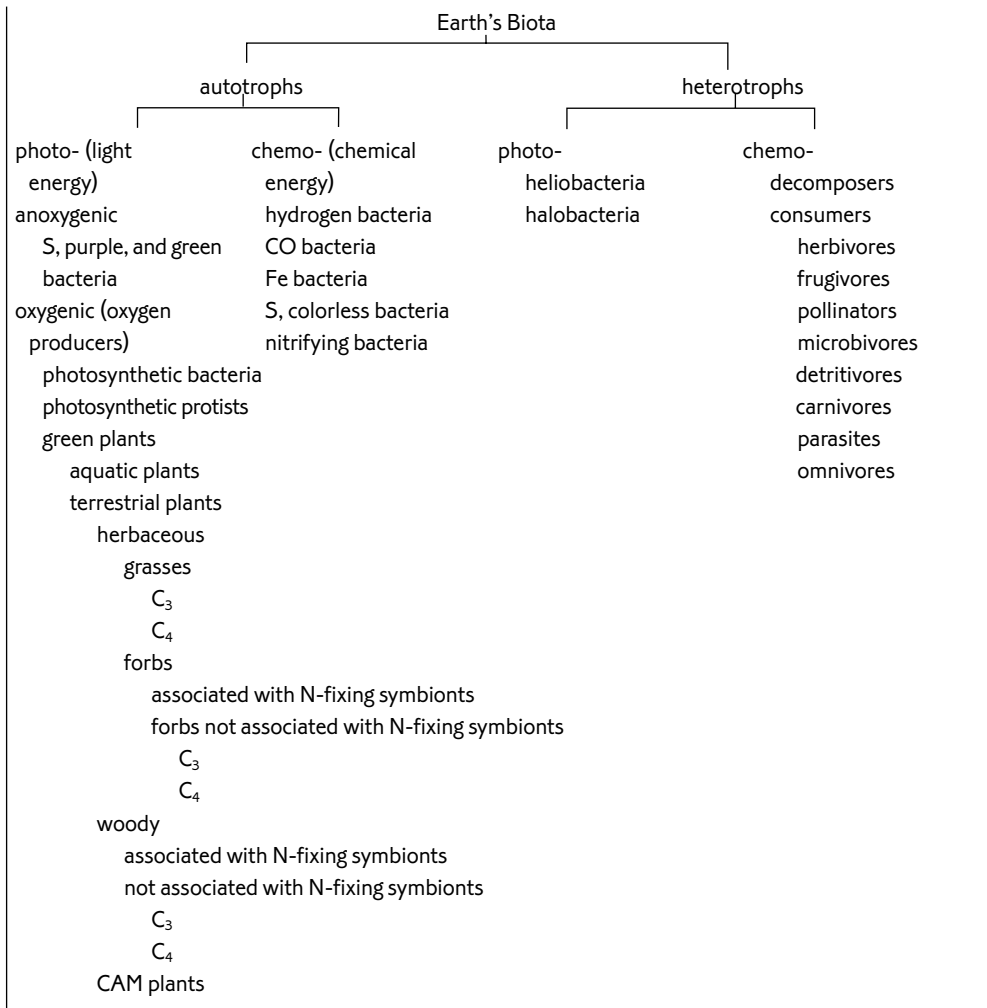 Earth's Biota
autotrophs
heterotrophs
photo- (light
energy)
anoxygenic
S, purple, and green
bacteria
oxygenic (oxygen
producers)
photosynthetic bacteria
photosynthetic protists
green plants
aquatic plants
terrestrial plants
herbaceous
grasses
C₃
C₄
forbs
associated with N-fixing symbionts
forbs not associated with N-fixing symbionts
C₃
C₄
woody
associated with N-fixing symbionts
not associated with N-fixing symbionts
C₃
C₄
CAM plants
chemo- (chemical
energy)
hydrogen bacteria
CO bacteria
Fe bacteria
S, colorless bacteria
nitrifying bacteria
photo-
heliobacteria
halobacteria
chemo-
decomposers
consumers
herbivores
frugivores
pollinators
microbivores
detritivores
carnivores
parasites
omnivores